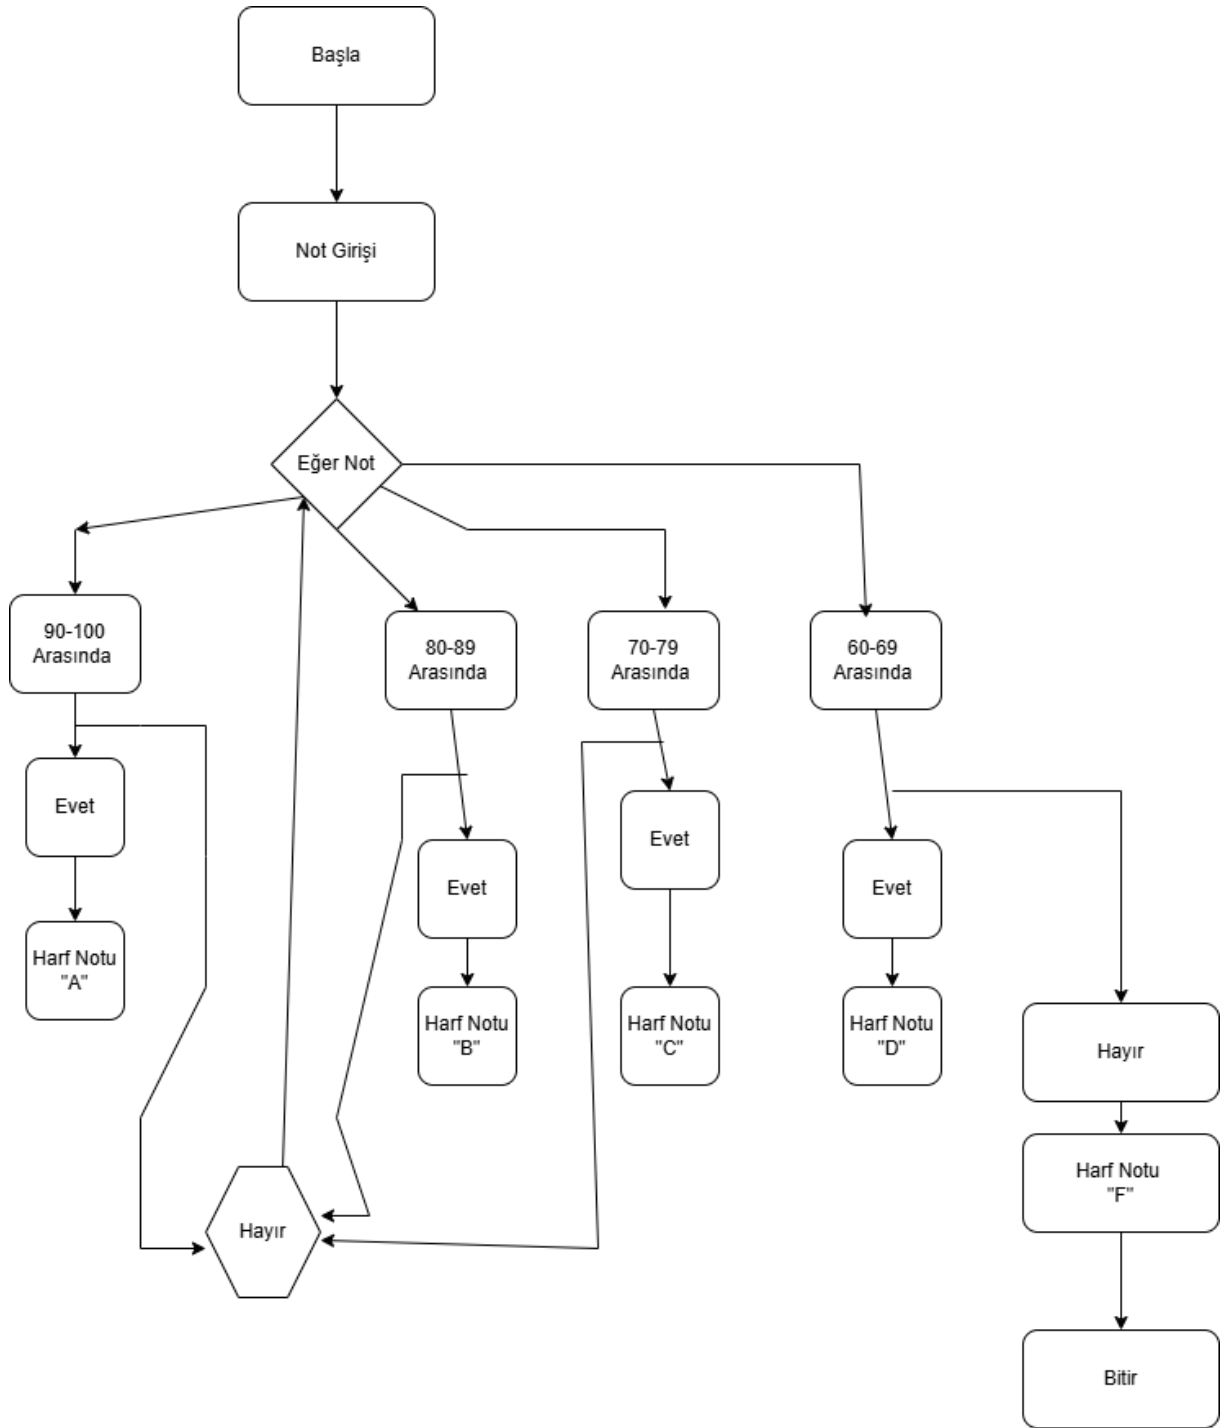 Başla
Not Girişi
Eğer Not
90-100
Arasında
80-89
Arasında
70-79
Arasında
60-69
Arasında
Evet
Evet
Evet
Evet
Harf Notu
"A"
Harf Notu
"B"
Harf Notu
"C"
Harf Notu
"D"
Hayır
Hayır
Harf Notu
"F"
Bitir